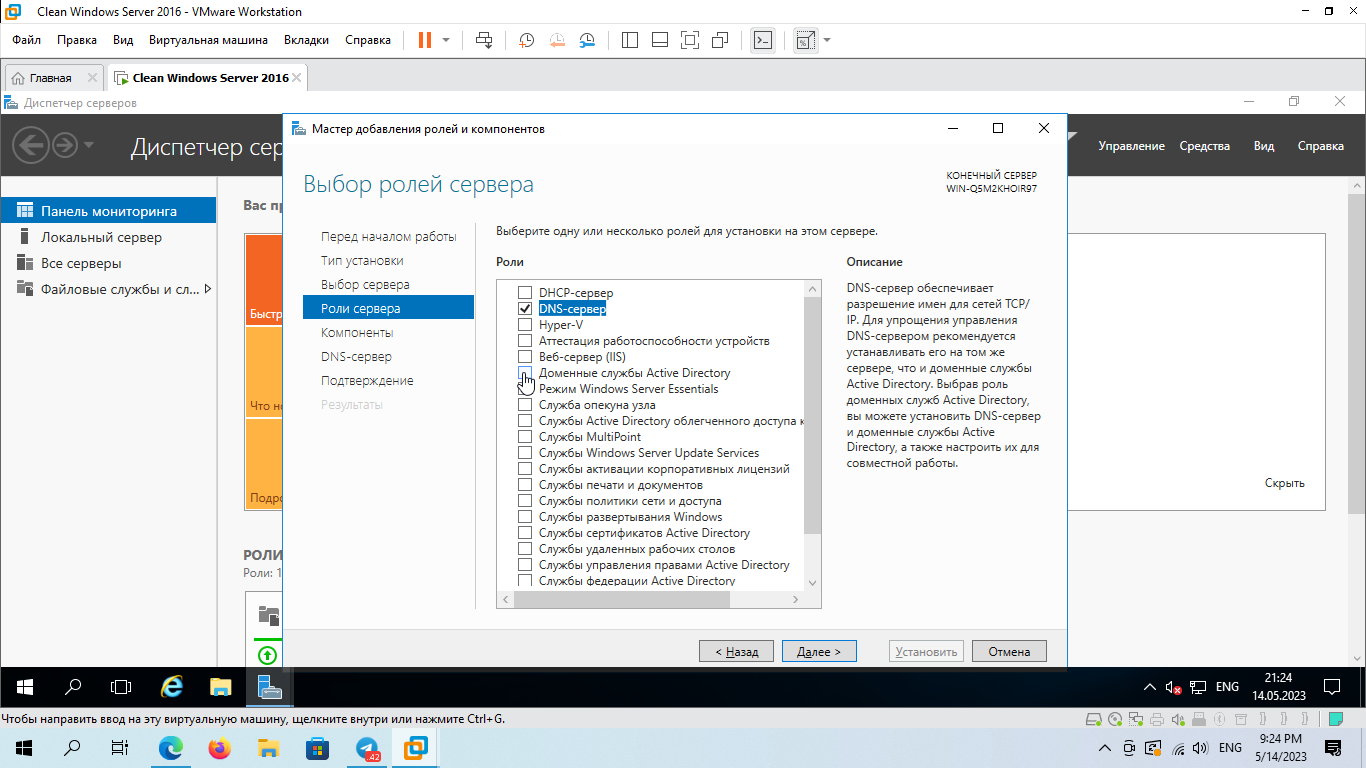 Clean Windows Server 2016 - VMware Workstation
Файл Правка Вид Виртуальная машина Вкладки Справка
Главная Clean Windows Server 2016
Диспетчер серверов
Диспетчер сер
Управление Средства Вид Справка
Панель мониторинга
Локальный сервер
Все серверы
Файловые службы и сл...
Вас пр
Быстр
Что н
Подро
РОЛИ
Роли: 1
Скрыть
Мастер добавления ролей и компонентов
Выбор ролей сервера
КОНЕЧНЫЙ СЕРВЕР
WIN-Q5M2KHOIR97
Перед началом работы
Тип установки
Выбор сервера
Роли сервера
Компоненты
DNS-сервер
Подтверждение
Результаты
Выберите одну или несколько ролей для установки на этом сервере.
Роли
DHCP-сервер
DNS-сервер
Hyper-V
Аттестация работоспособности устройств
Веб-сервер (IIS)
Доменные службы Active Directory
Режим Windows Server Essentials
Служба опекуна узла
Службы Active Directory облегченного доступа к
Службы MultiPoint
Службы Windows Server Update Services
Службы активации корпоративных лицензий
Службы печати и документов
Службы политики сети и доступа
Службы развертывания Windows
Службы сертификатов Active Directory
Службы удаленных рабочих столов
Службы управления правами Active Directory
Службы федерации Active Directory
Описание
DNS-сервер обеспечивает
разрешение имен для сетей TCP/
IP. Для упрощения управления
DNS-сервером рекомендуется
устанавливать его на том же
сервере, что и доменные службы
Active Directory. Выбрав роль
доменных служб Active Directory,
вы можете установить DNS-сервер
и доменные службы Active
Directory, а также настроить их для
совместной работы.
< Назад Далее > Установить Отмена
ENG
21:24
14.05.2023
Чтобы направить ввод на эту виртуальную машину, щелкните внутри или нажмите Ctrl+G.
42
ENG
9:24 PM
5/14/2023